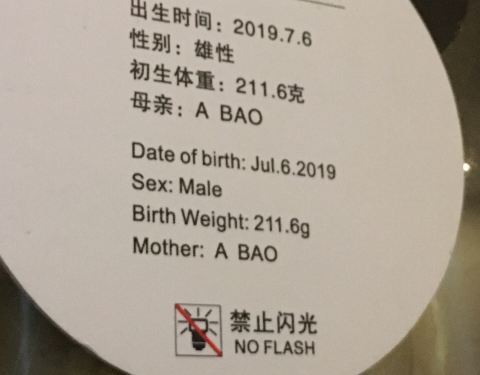 出生时间：2019.7.6
性别：雄性
初生体重：211.6克
母亲：A BAO
Date of birth: Jul.6.2019
Sex: Male
Birth Weight: 211.6g
Mother: A BAO
禁止闪光
NO FLASH